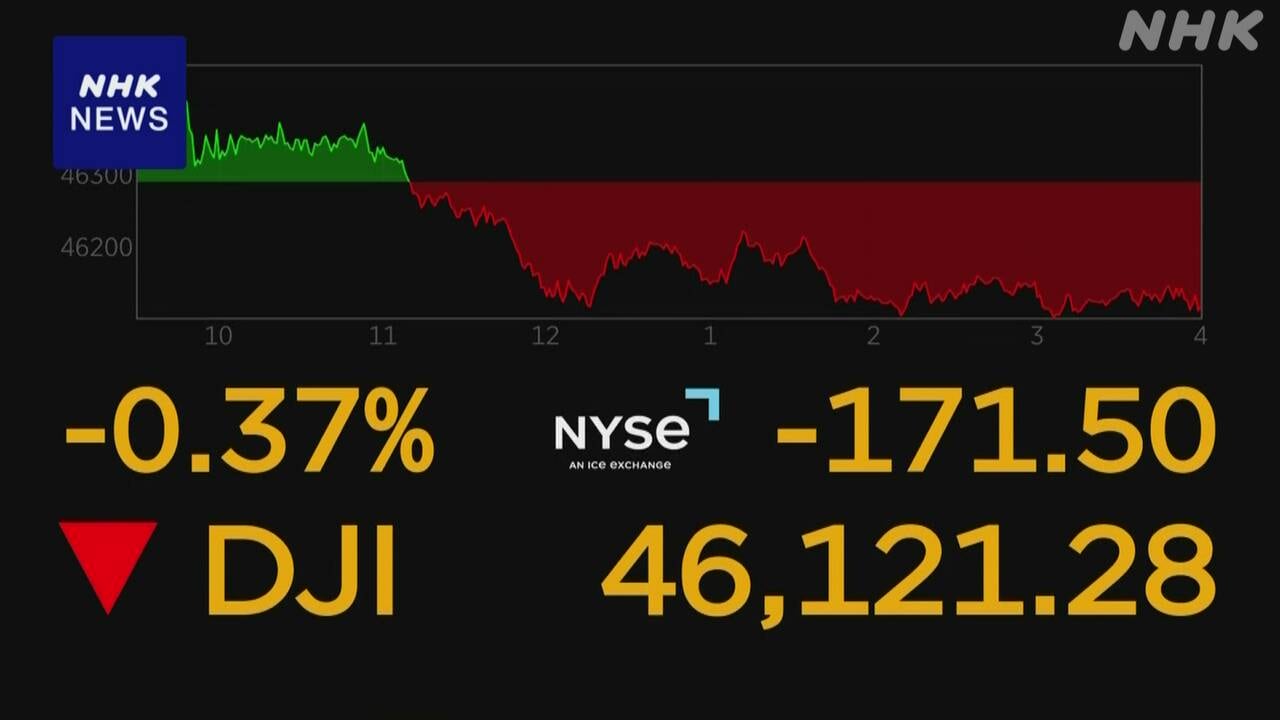 NHK
NHK
NEWS
46300
46200
10 11 12 1 2 3 4
-0.37% NYSE -171.50
AN ICE EXCHANGE
DJI 46,121.28